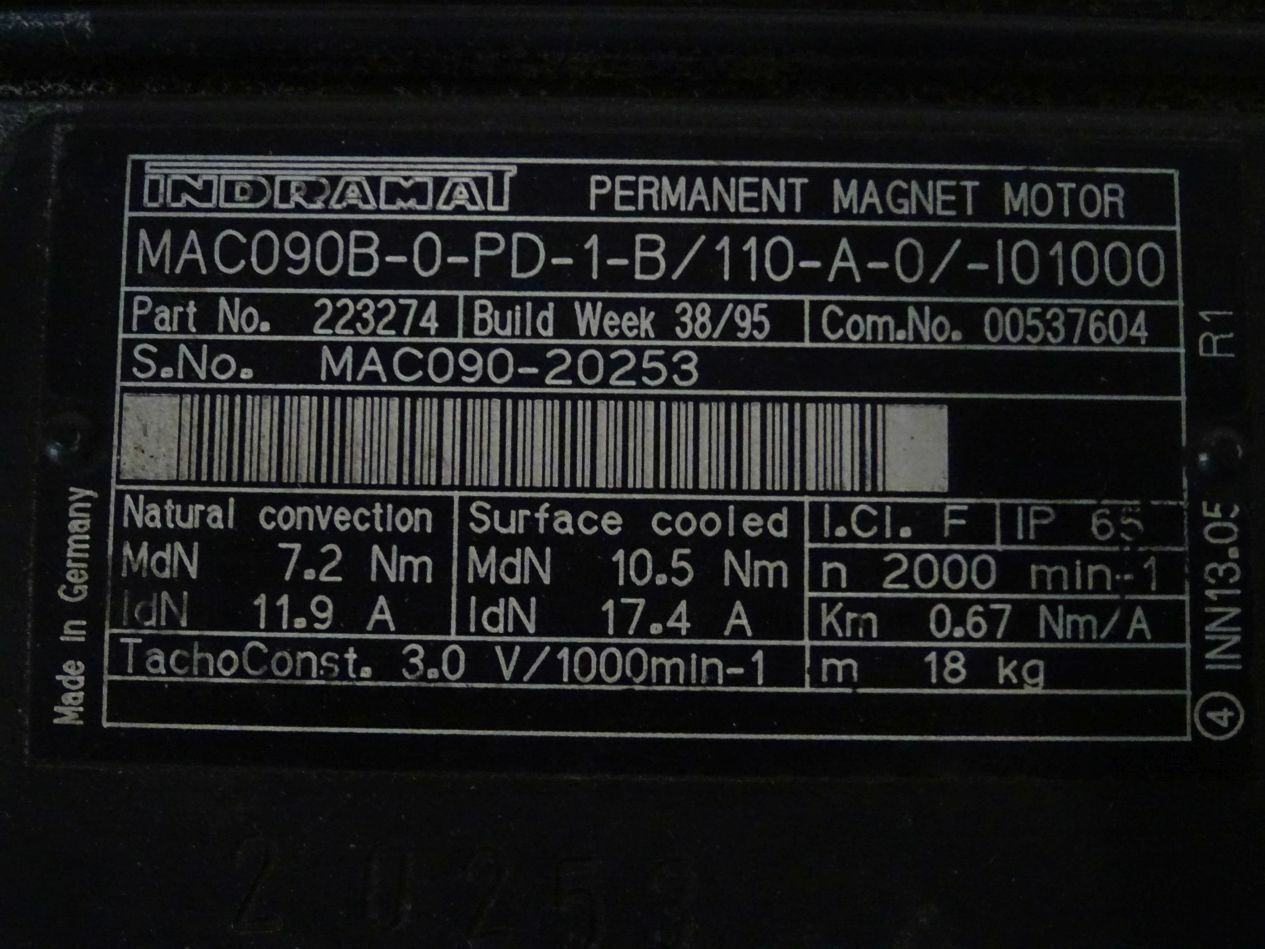 INDRAMAT PERMANENT MAGNET MOTOR
MAC090B-0-PD-1-B/110-A-0/-I01000
Part No. 223274 Build Week 38/95 Com.No. 00537604
S.No. MAC090-20253
Natural convection Surface cooled I.Cl. F IP 65
MdN 7.2 Nm MdN 10.5 Nm n 2000 min-1
IdN 11.9 A IdN 17.4 A Km 0.67 Nm/A
TachoConst. 3.0 V/1000min-1 m 18 kg
Made in Germany
④ INN13.05 R1
20253